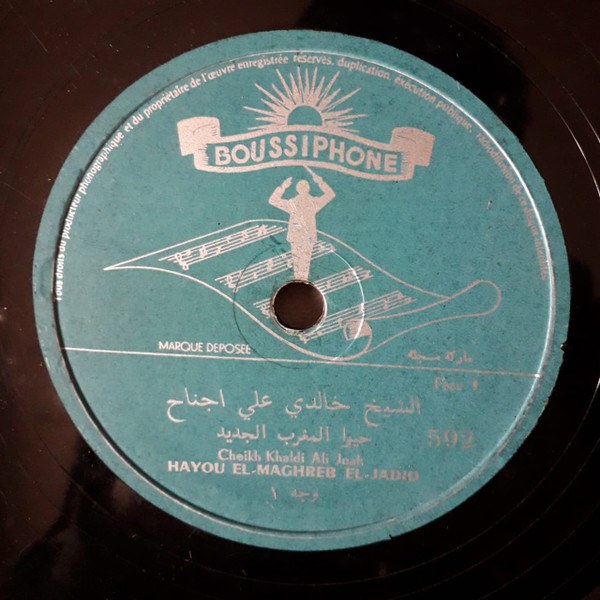 Tous droits du producteur phonographique et du propriétaire de l'œuvre enregistrée réservés, duplication, exécution publique,
BOUSSIPHONE
MARQUE DEPOSEE
ماركة مسجلة
Face 1
الشيخ خالدي علي اجناح
حيوا المغرب الجديد
592
Cheikh Khaldi Ali Jnah
HAYOU EL-MAGHREB EL-JADID
وجه ١